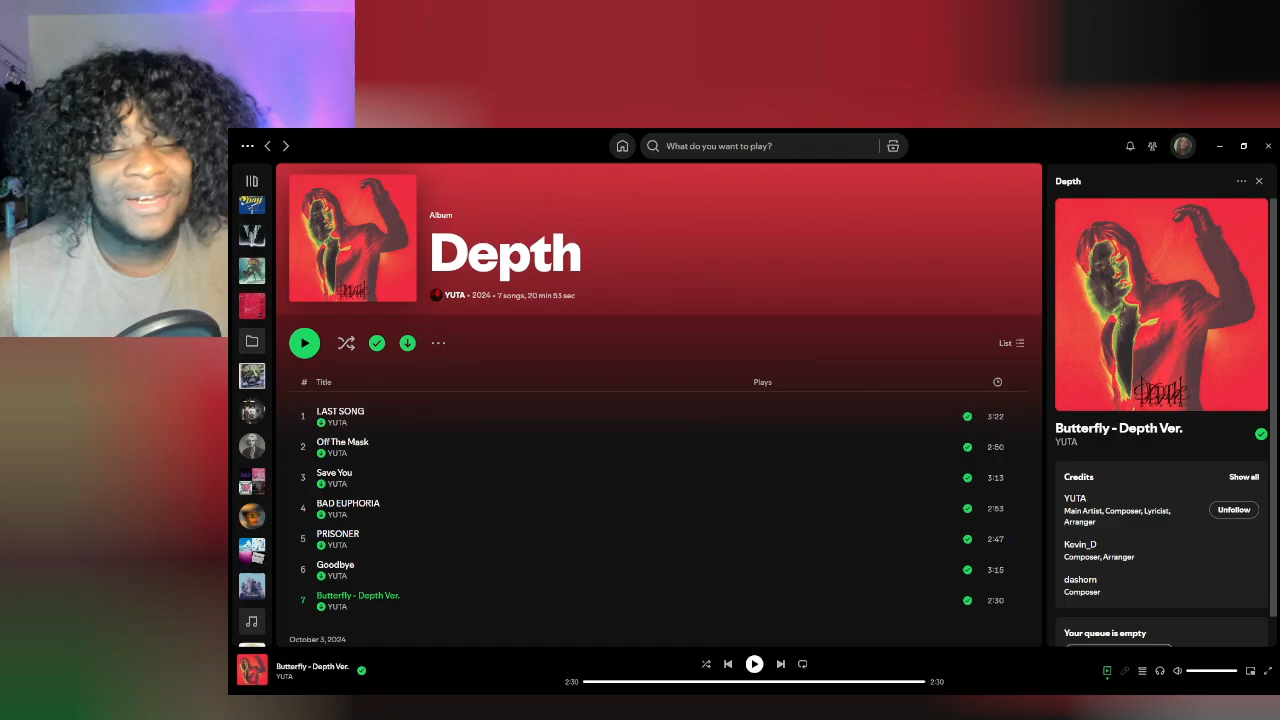 What do you want to play?
Album
Depth
YUTA • 2024 • 7 songs, 20 min 53 sec
List
# Title Plays
1 LAST SONG 3:22
YUTA
2 Off The Mask 2:50
YUTA
3 Save You 3:13
YUTA
4 BAD EUPHORIA 2:53
YUTA
5 PRISONER 2:47
YUTA
6 Goodbye 3:15
YUTA
7 Butterfly - Depth Ver. 2:30
YUTA
October 3, 2024
Depth
DEPTH
Butterfly - Depth Ver.
YUTA
Credits Show all
YUTA
Main Artist, Composer, Lyricist,
Arranger
Unfollow
Kevin_D
Composer, Arranger
dashorn
Composer
Your queue is empty
Butterfly - Depth Ver.
YUTA
2:30 2:30